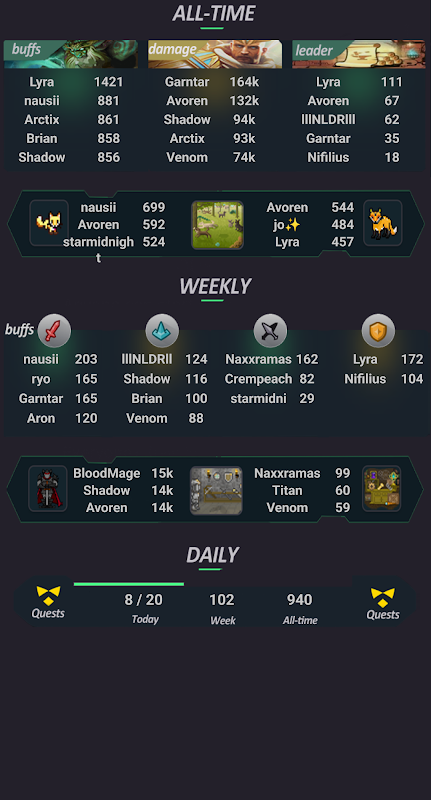 ALL-TIME
buffs damage leader
Lyra 1421 Garntar 164k Lyra 111
nausii 881 Avoren 132k Avoren 67
Arctix 861 Shadow 94k lllNLDRlll 62
Brian 858 Arctix 93k Garntar 35
Shadow 856 Venom 74k Nifilius 18
nausii 699 Avoren 544
Avoren 592 jo✨ 484
starmidnigh 524 Lyra 457
t
WEEKLY
buffs
nausii 203 lllNLDRll 124 Naxxramas 162 Lyra 172
ryo 165 Shadow 116 Crempeach 82 Nifilius 104
Garntar 165 Brian 100 starmidni 29
Aron 120 Venom 88
BloodMage 15k Naxxramas 99
Shadow 14k Titan 60
Avoren 14k Venom 59
DAILY
8 / 20 102 940
Quests Today Week All-time Quests